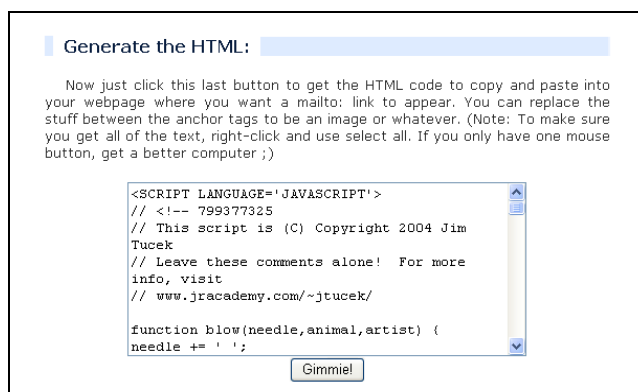 Generate the HTML:
Now just click this last button to get the HTML code to copy and paste into
your webpage where you want a mailto: link to appear. You can replace the
stuff between the anchor tags to be an image or whatever. (Note: To make sure
you get all of the text, right-click and use select all. If you only have one mouse
button, get a better computer ;)
<SCRIPT LANGUAGE='JAVASCRIPT'>
// <!-- 799377325
// This script is (C) Copyright 2004 Jim
Tucek
// Leave these comments alone!  For more
info, visit
// www.jracademy.com/~jtucek/
function blow(needle,animal,artist) {
needle += ' ';
Gimmie!